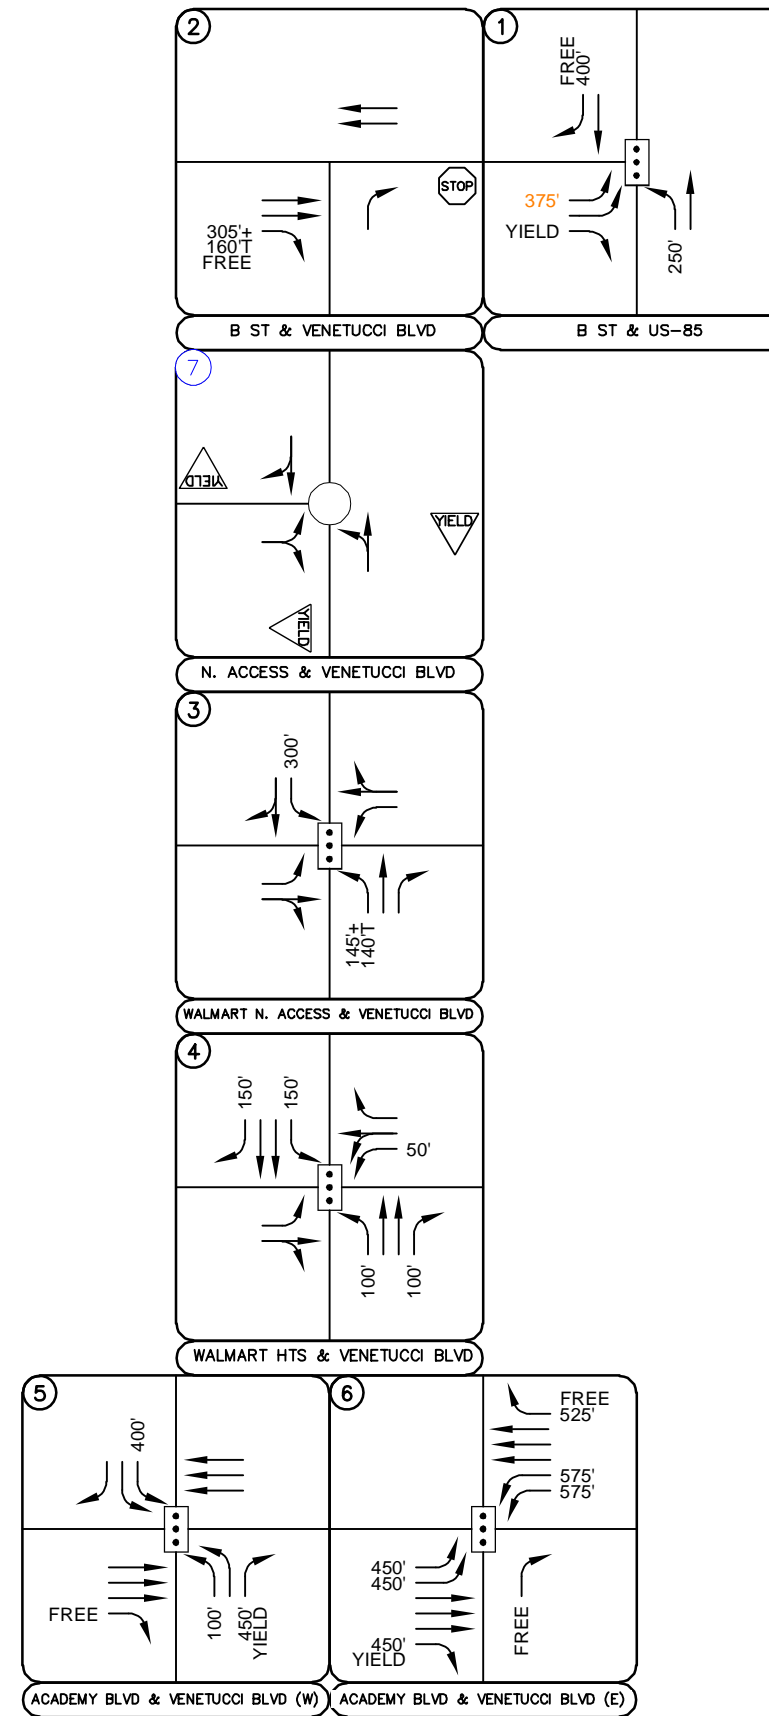 2
1
FREE
400'
STOP
305'+
160'T
FREE
375'
YIELD
250'
B ST & VENETUCCI BLVD
B ST & US-85
7
YIELD
YIELD
YIELD
N. ACCESS & VENETUCCI BLVD
3
300'
145'+
140'T
WALMART N. ACCESS & VENETUCCI BLVD
4
150'
150'
50'
100'
100'
WALMART HTS & VENETUCCI BLVD
5
400'
FREE
100'
450'
YIELD
ACADEMY BLVD & VENETUCCI BLVD (W)
6
FREE
525'
575'
575'
450'
450'
450'
YIELD
FREE
ACADEMY BLVD & VENETUCCI BLVD (E)